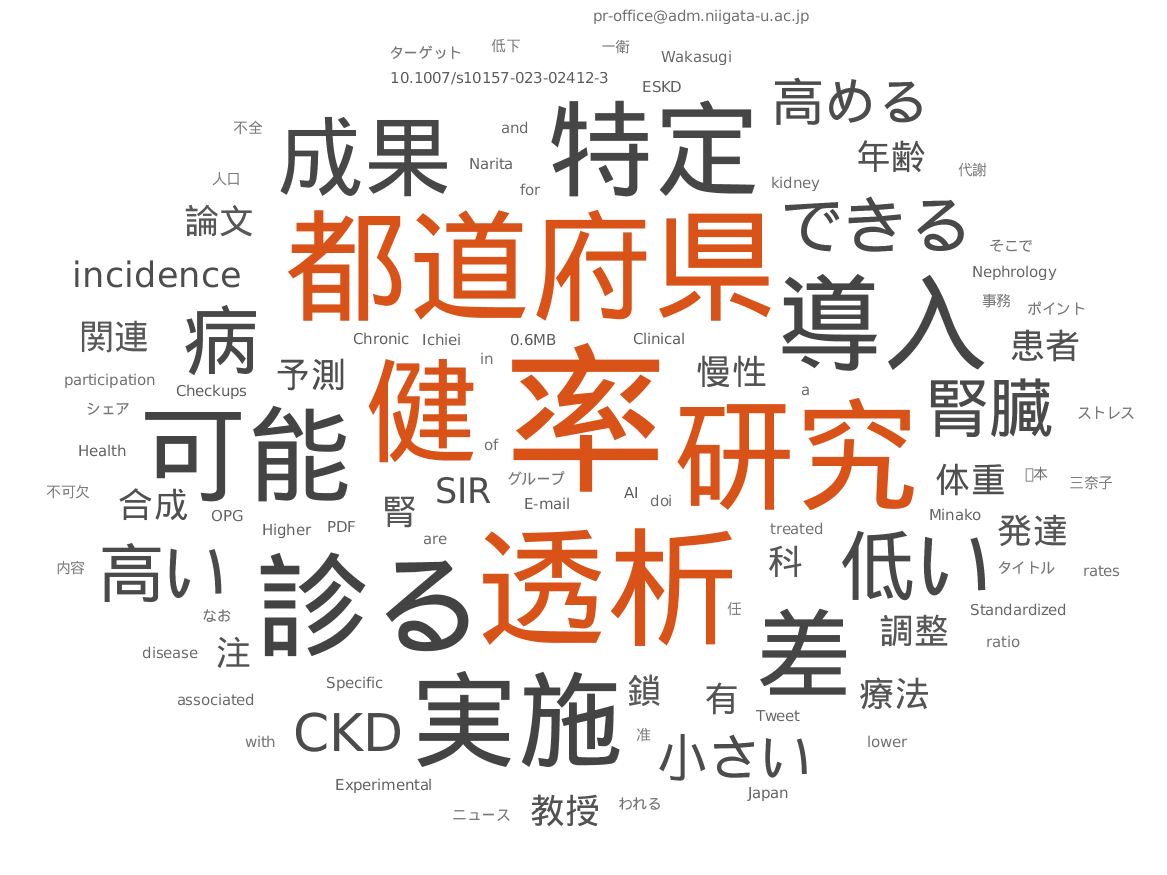 pr-office@adm.niigata-u.ac.jp
ターゲット
低下
一衛
Wakasugi
10.1007/s10157-023-02412-3
ESKD
高める
不全
成果
and
特定
年齢
Narita
代謝
人口
for
kidney
論文
都道府県
できる
そこで
incidence
Nephrology
導入
事務
ポイント
関連
病
Chronic
Ichiei
0.6MB
Clinical
患者
in
予測
慢性
participation
Checkups
健
率
a
シェア
可能
研究
腎臓
ストレス
Health
of
不可欠
合成
SIR
グループ
AI
体重
本
三奈子
OPG
腎
E-mail
doi
Minako
Higher
PDF
treated
発達
are
高い
透析
科
低い
内容
タイトル
rates
診る
なお
任
Standardized
注
差
調整
ratio
disease
Specific
実施
鎖
有
療法
associated
CKD
Tweet
with
准
小さい
lower
Experimental
Japan
ニュース
教授
われる